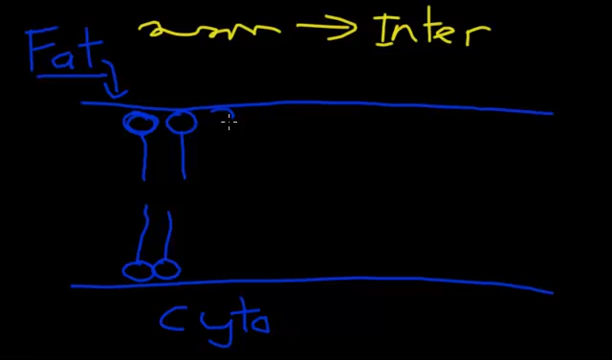 → Inter
Fat
Cyto